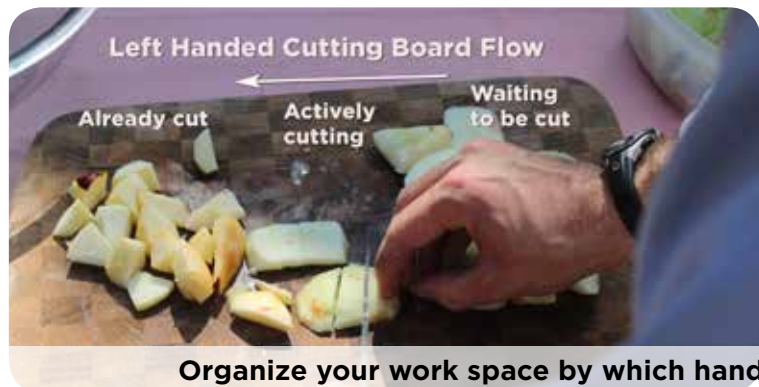 Left Handed Cutting Board Flow
Already cut
Actively
cutting
Waiting
to be cut
Organize your work space by which hand